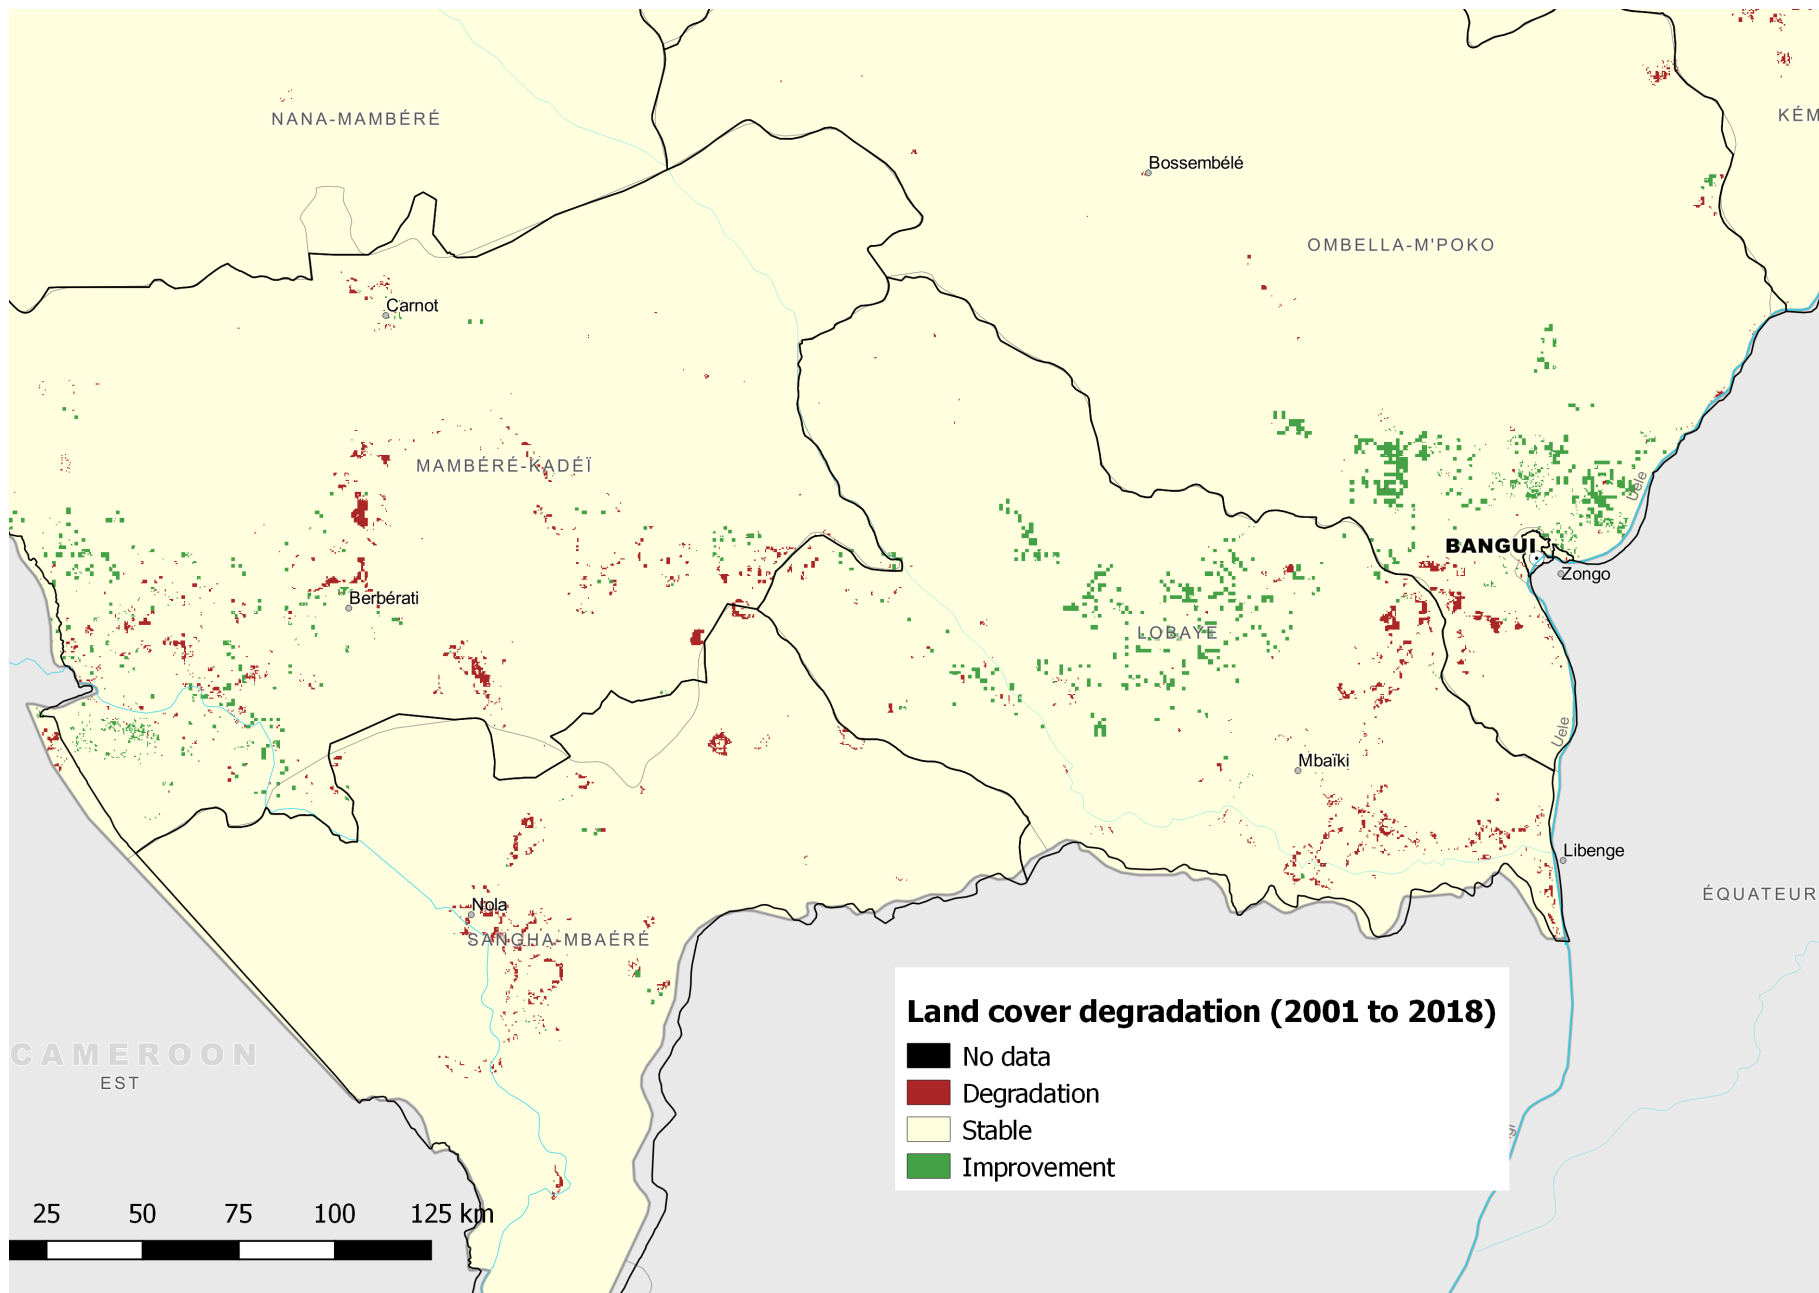 NANA-MAMBÉRÉ
KÉM
Bossembélé
OMBELLA-M'POKO
Carnot
MAMBÉRÉ-KADÉÏ
Uele
BANGUI
Zongo
Berbérati
LOBAYE
Uele
Mbaïki
Libenge
ÉQUATEUR
Nola
SANGHA-MBAÉRÉ
Land cover degradation (2001 to 2018)
No data
Degradation
Stable
Improvement
CAMEROON
EST
25 50 75 100 125 km